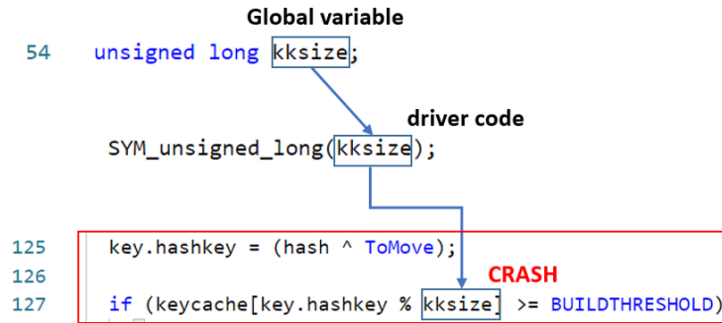 Global variable
54 unsigned long kksize;
driver code
SYM_unsigned_long(kksize);
125 key.hashkey = (hash ^ ToMove);
126 CRASH
127 if (keycache[key.hashkey % kksize] >= BUILDTHRESHOLD)